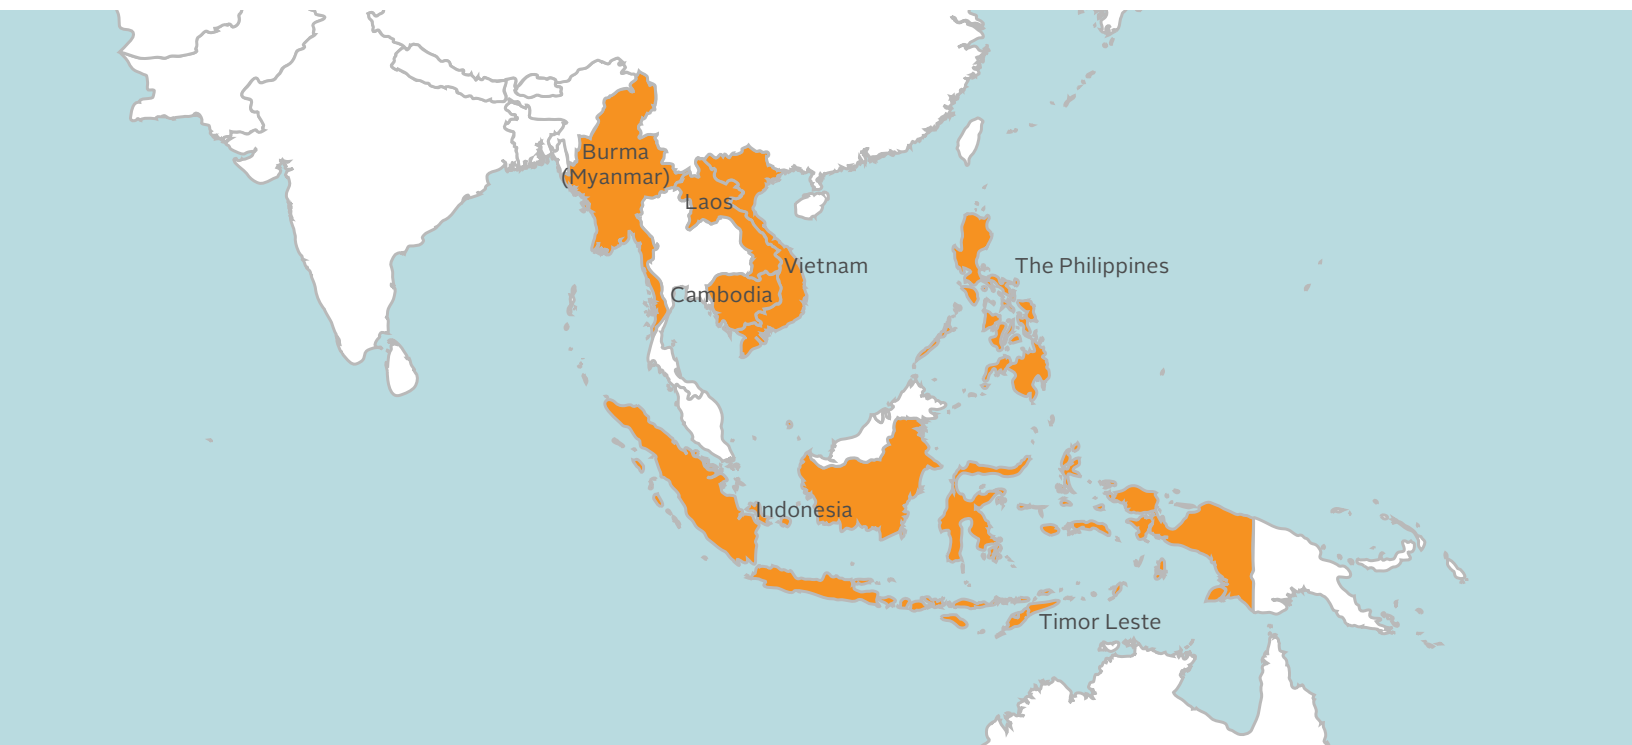 Burma
(Myanmar)
Laos
Vietnam
The Philippines
Cambodia
Indonesia
Timor Leste